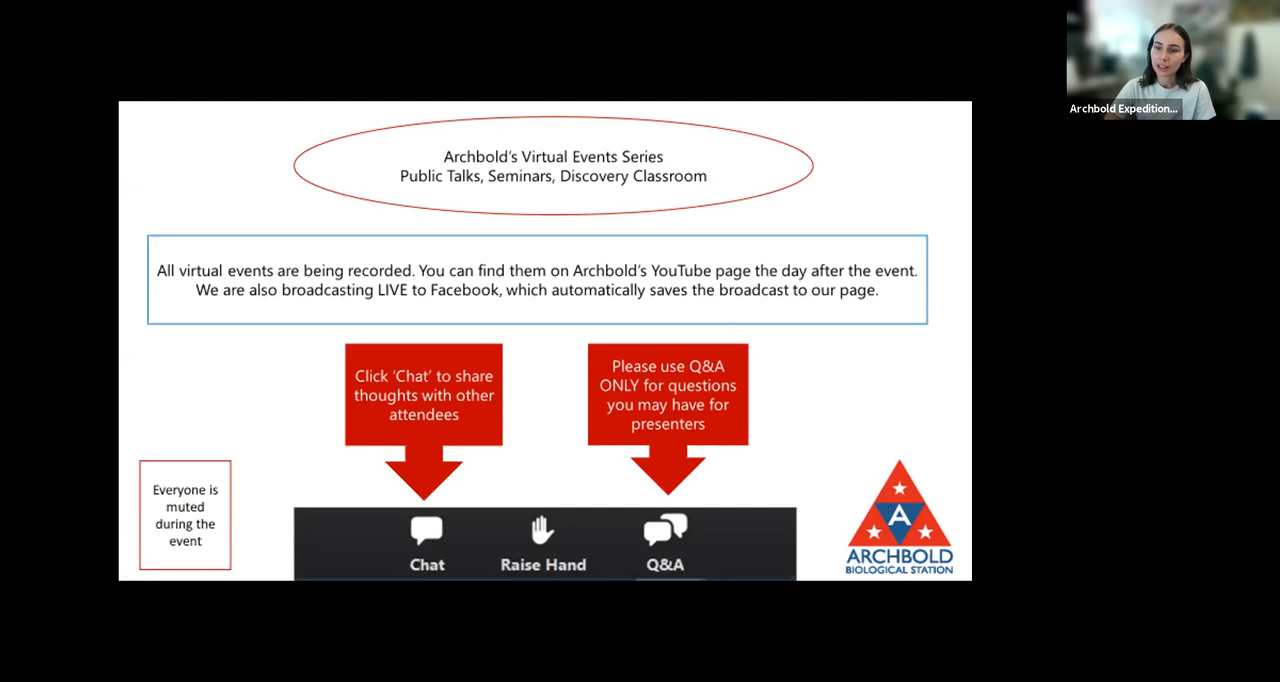 Archbold Expedition...
Archbold's Virtual Events Series
Public Talks, Seminars, Discovery Classroom
All virtual events are being recorded. You can find them on Archbold's YouTube page the day after the event.
We are also broadcasting LIVE to Facebook, which automatically saves the broadcast to our page.
Click 'Chat' to share
thoughts with other
attendees
Please use Q&A
ONLY for questions
you may have for
presenters
Everyone is
muted
during the
event
Chat
Raise Hand
Q&A
A
ARCHBOLD
BIOLOGICAL STATION